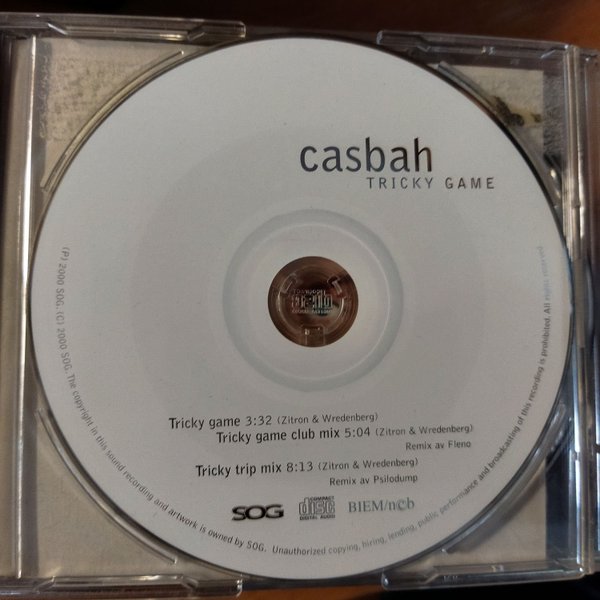 casbah
TRICKY GAME
Tricky game 3:32 (Zitron & Wredenberg)
Tricky game club mix 5:04 (Zitron & Wredenberg)
Remix av Fleno
Tricky trip mix 8:13 (Zitron & Wredenberg)
Remix av Psilodump
SOG
COMPACT
disc
DIGITAL AUDIO
BIEM/n©b
(P) 2000 SOG. (C) 2000 SOG. The copyright in this sound recording and artwork is owned by SOG. Unauthorized copying, hiring, lending, public performance and broadcasting of this recording is prohibited. All rights reserved